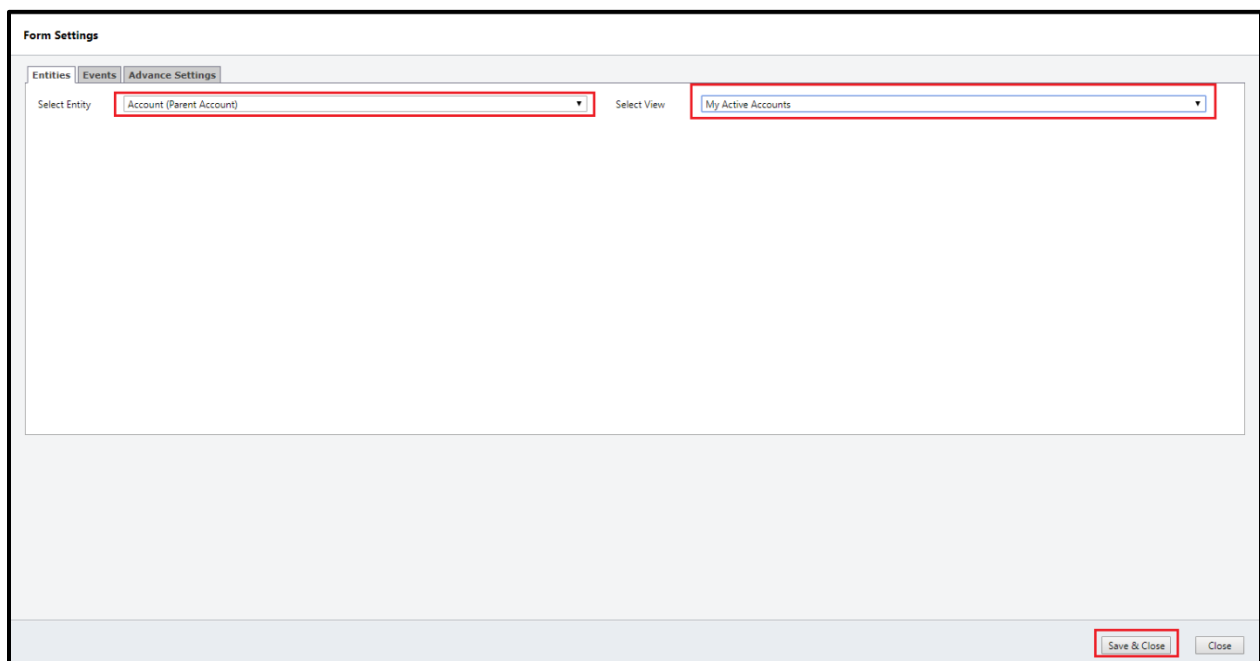 Form Settings
Entities Events Advance Settings
Select Entity Account (Parent Account) Select View My Active Accounts
Save & Close Close